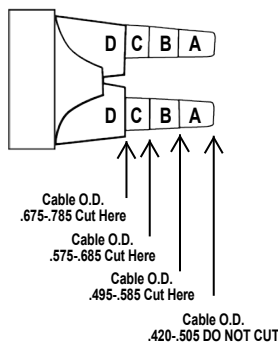 D C B A
D C B A
Cable O.D.
.675-.785 Cut Here
Cable O.D.
.575-.685 Cut Here
Cable O.D.
.495-.585 Cut Here
Cable O.D.
.420-.505 DO NOT CUT